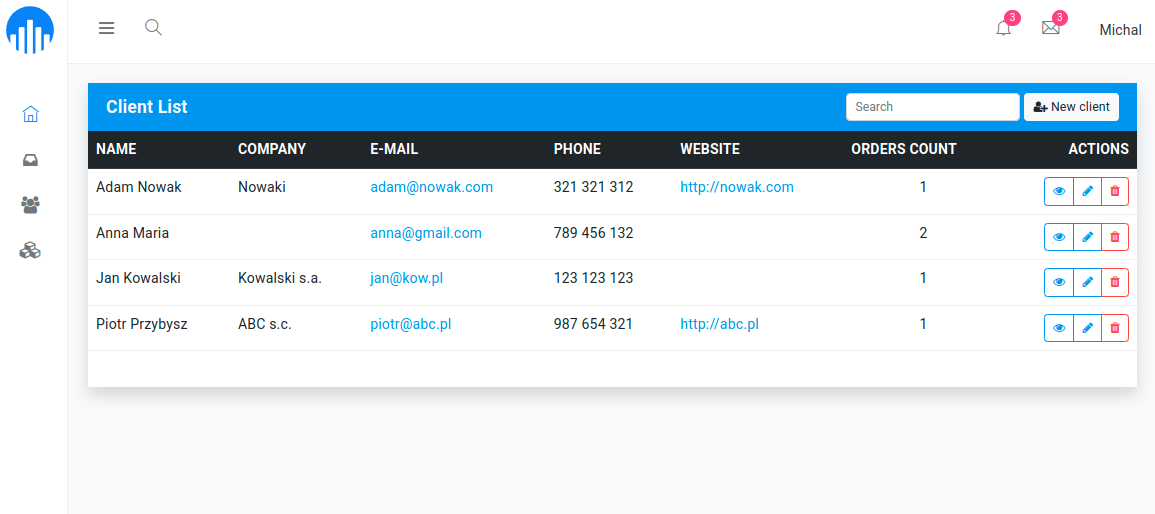 3 3 Michal
Client List Search New client
NAME COMPANY E-MAIL PHONE WEBSITE ORDERS COUNT ACTIONS
Adam Nowak Nowaki adam@nowak.com 321 321 312 http://nowak.com 1
Anna Maria anna@gmail.com 789 456 132 2
Jan Kowalski Kowalski s.a. jan@kow.pl 123 123 123 1
Piotr Przybysz ABC s.c. piotr@abc.pl 987 654 321 http://abc.pl 1